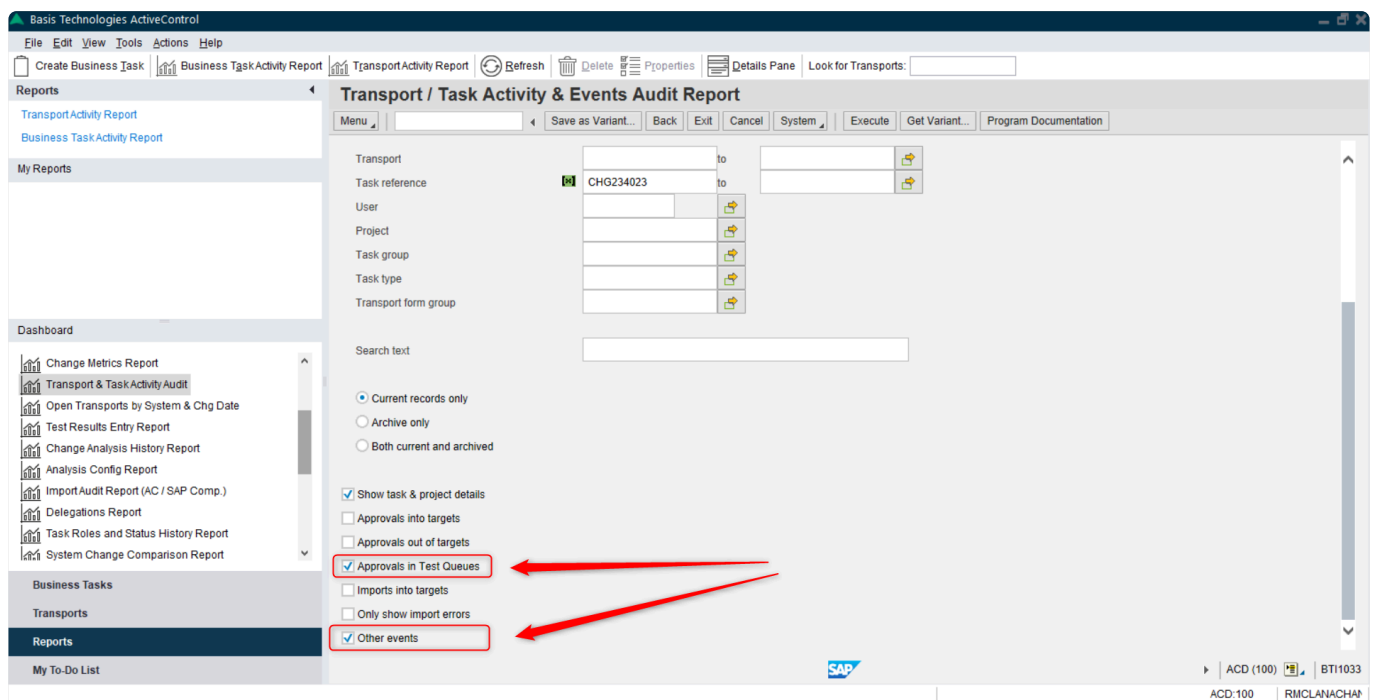 Basis Technologies ActiveControl
File Edit View Tools Actions Help
Create Business Task Business Task Activity Report Transport Activity Report Refresh Delete Properties Details Pane Look for Transports:
Reports
Transport Activity Report
Business Task Activity Report
My Reports
Dashboard
Change Metrics Report
Transport & Task Activity Audit
Open Transports by System & Chg Date
Test Results Entry Report
Change Analysis History Report
Analysis Config Report
Import Audit Report (AC / SAP Comp.)
Delegations Report
Task Roles and Status History Report
System Change Comparison Report
Business Tasks
Transports
Reports
My To-Do List
Transport / Task Activity & Events Audit Report
Menu Save as Variant... Back Exit Cancel System Execute Get Variant... Program Documentation
Transport to
Task reference CHG234023 to
User
Project
Task group
Task type
Transport form group
Search text
Current records only
Archive only
Both current and archived
Show task & project details
Approvals into targets
Approvals out of targets
Approvals in Test Queues
Imports into targets
Only show import errors
Other events
SAP
ACD (100) BTI1033
ACD:100 RMCLANACHAN